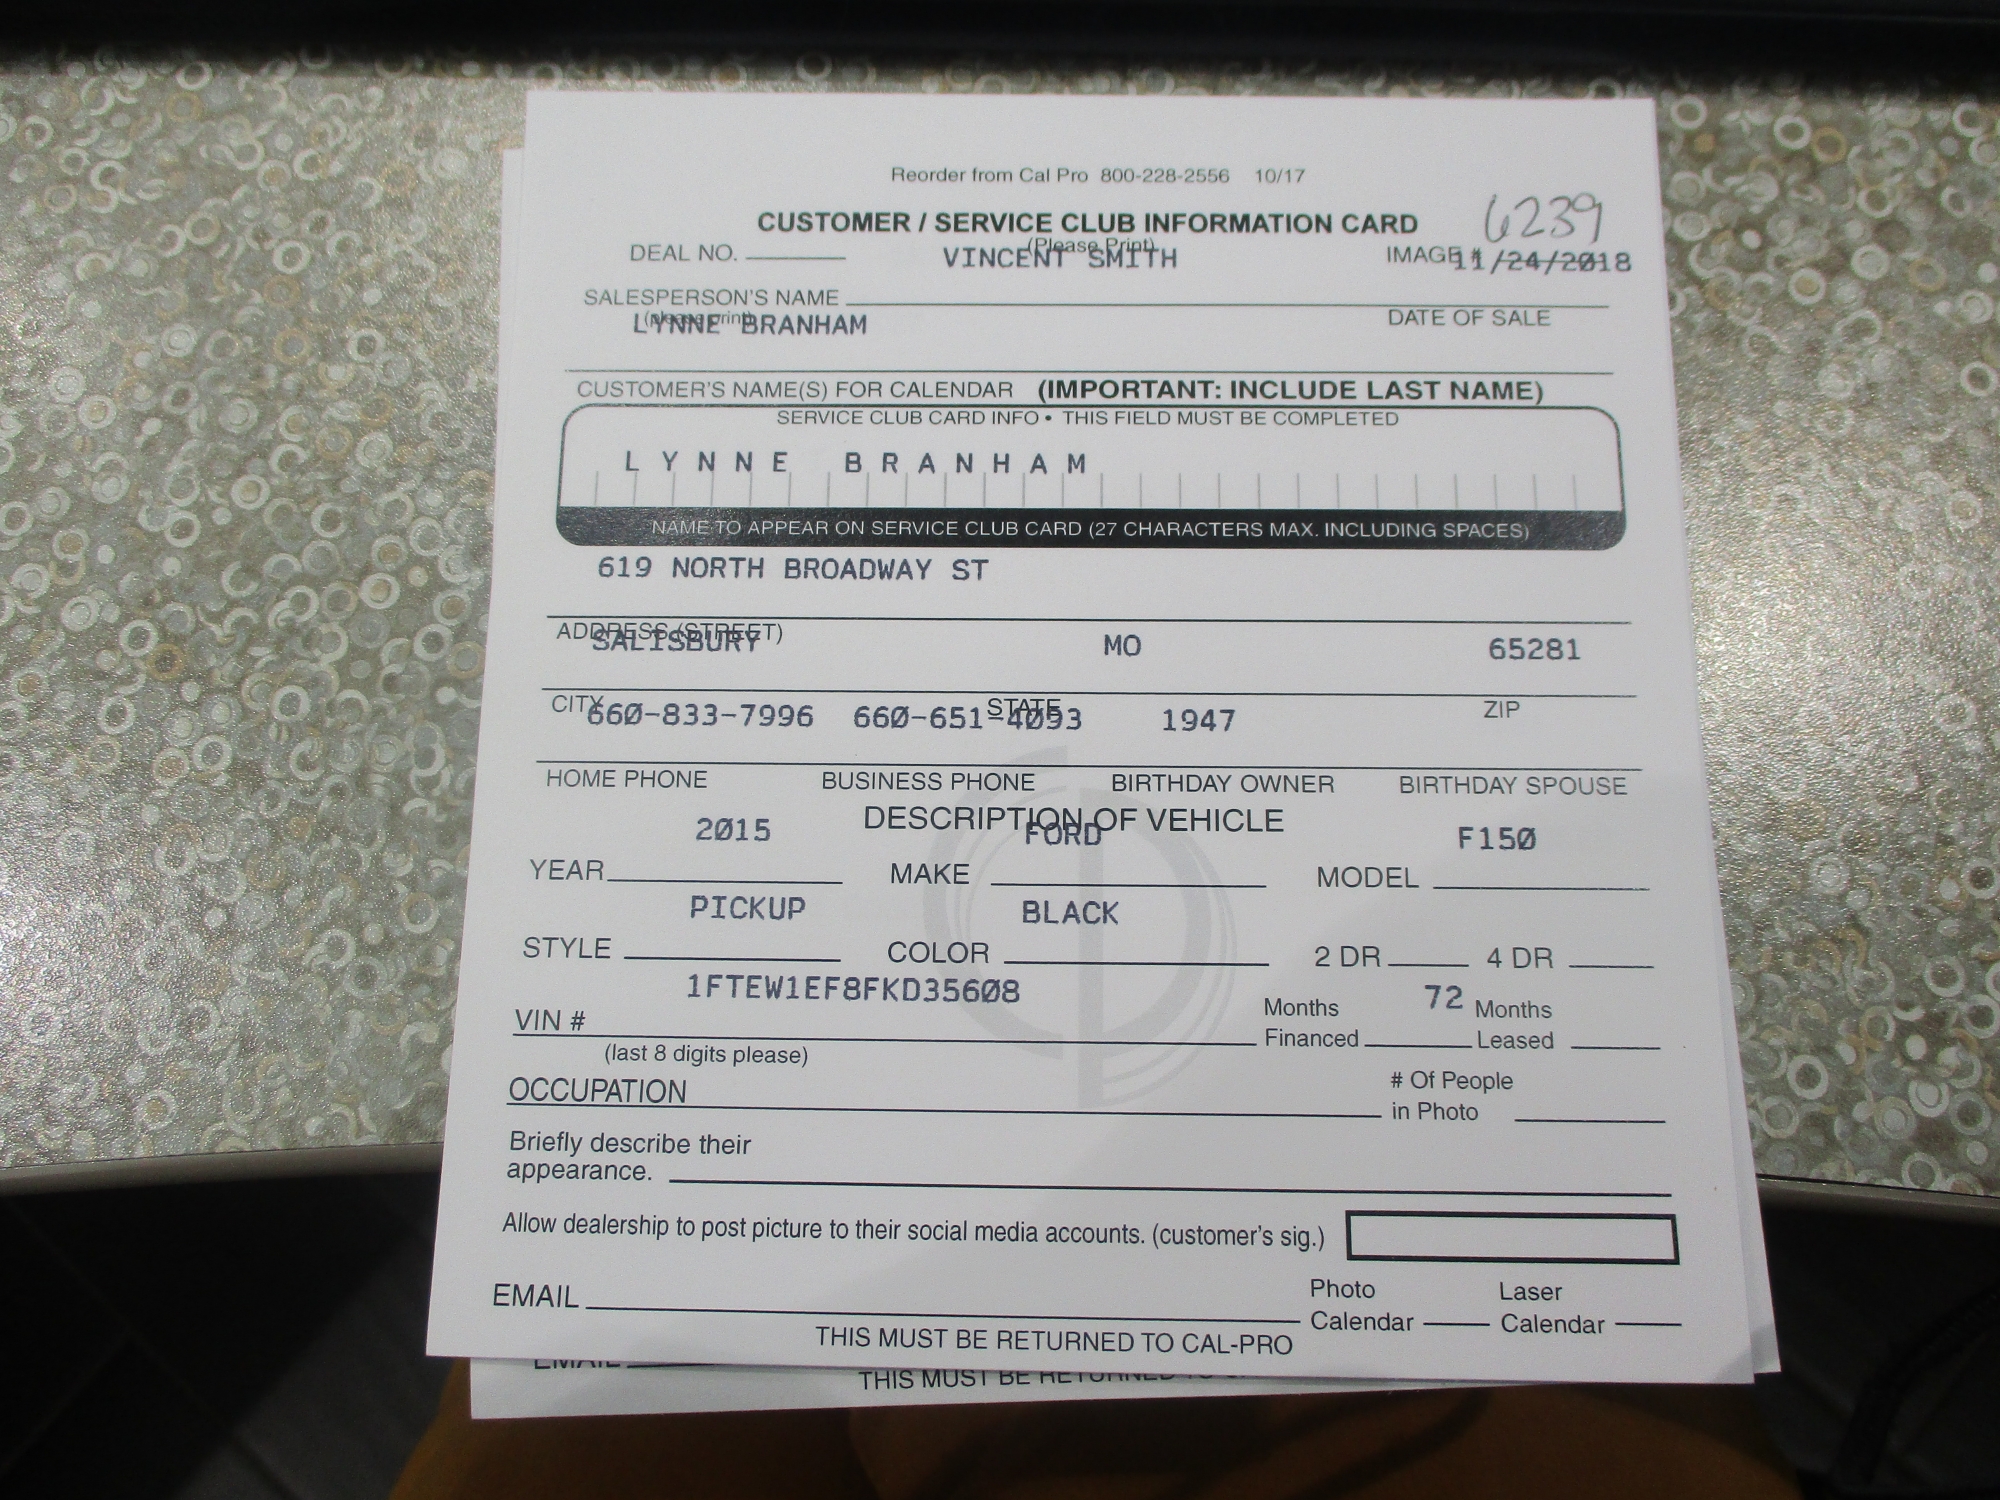 Reorder from Cal Pro 800-228-2556 10/17
6239
CUSTOMER / SERVICE CLUB INFORMATION CARD
(Please Print)
DEAL NO. VINCENT SMITH IMAGE # 11/24/2018
SALESPERSON'S NAME
(please print) DATE OF SALE
LYNNE BRANHAM
CUSTOMER'S NAME(S) FOR CALENDAR (IMPORTANT: INCLUDE LAST NAME)
SERVICE CLUB CARD INFO • THIS FIELD MUST BE COMPLETED
LYNNE BRANHAM
NAME TO APPEAR ON SERVICE CLUB CARD (27 CHARACTERS MAX. INCLUDING SPACES)
619 NORTH BROADWAY ST
ADDRESS (STREET)
SALISBURY MO 65281
CITY STATE ZIP
660-833-7996 660-651-4093 1947
HOME PHONE BUSINESS PHONE BIRTHDAY OWNER BIRTHDAY SPOUSE
DESCRIPTION OF VEHICLE
2015 FORD F150
YEAR MAKE MODEL
PICKUP BLACK
STYLE COLOR 2 DR 4 DR
1FTEW1EF8FKD35608 72
VIN # Months Financed Months Leased
(last 8 digits please)
OCCUPATION # Of People in Photo
Briefly describe their
appearance.
Allow dealership to post picture to their social media accounts. (customer's sig.)
EMAIL Photo Calendar Laser Calendar
THIS MUST BE RETURNED TO CAL-PRO
EMAIL
THIS MUST BE RETURNED